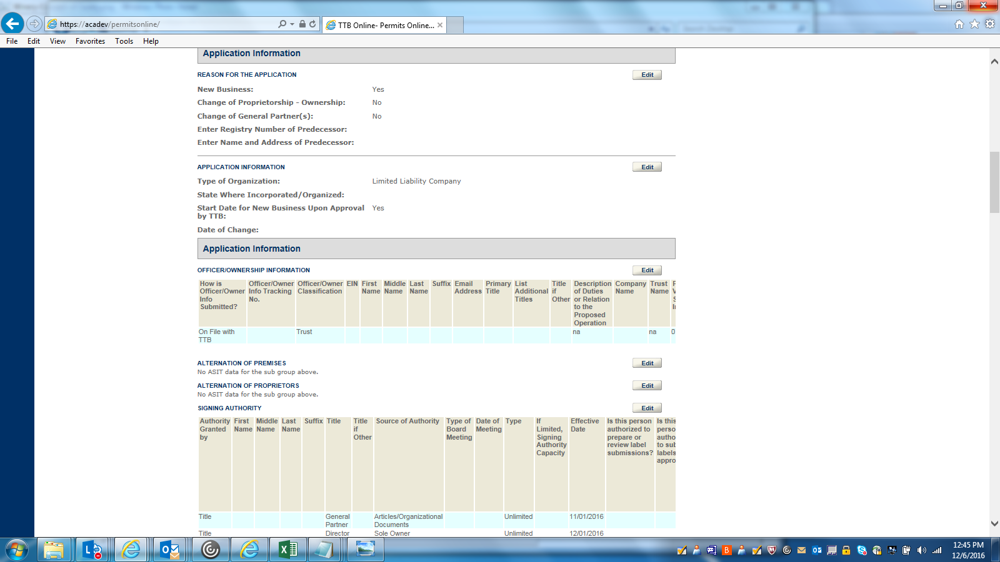 https://acadev/permitsonline/
TTB Online- Permits Online...
File Edit View Favorites Tools Help
Application Information
REASON FOR THE APPLICATION Edit
New Business: Yes
Change of Proprietorship - Ownership: No
Change of General Partner(s): No
Enter Registry Number of Predecessor:
Enter Name and Address of Predecessor:
APPLICATION INFORMATION Edit
Type of Organization: Limited Liability Company
State Where Incorporated/Organized:
Start Date for New Business Upon Approval Yes
by TTB:
Date of Change:
Application Information
OFFICER/OWNERSHIP INFORMATION Edit
How is Officer/Owner Officer/Owner EIN First Middle Last Suffix Email Primary List Title Description Company Trust
Officer/Owner Info Tracking Classification Name Name Name Address Title Additional if of Duties Name Name
Info No. Titles Other or Relation
Submitted? to the
Proposed
Operation
On File with Trust na na 0
TTB
ALTERNATION OF PREMISES Edit
No ASIT data for the sub group above.
ALTERNATION OF PROPRIETORS Edit
No ASIT data for the sub group above.
SIGNING AUTHORITY Edit
Authority First Middle Last Suffix Title Title Source of Authority Type of Date of Type If Effective Is this person Is this
Granted Name Name Name if Board Meeting Limited, Date authorized to perso
by Other Meeting Signing prepare or autho
Authority review label to sub
Capacity submissions? labels
appro
Title General Articles/Organizational Unlimited 11/01/2016
Partner Documents
Title Director Sole Owner Unlimited 12/01/2016
12:45 PM
12/6/2016